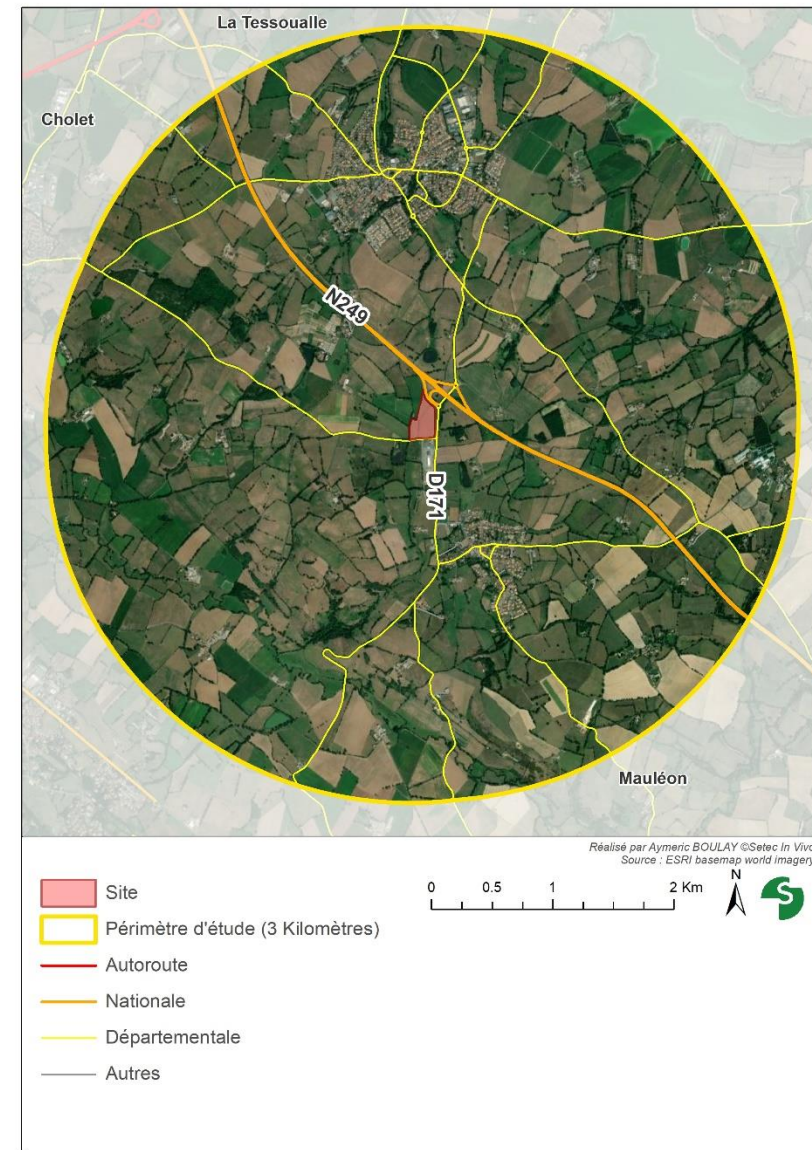 La Tessoualle
Cholet
N249
D171
Mauléon
Réalisé par Aymeric BOULAY ©Setec In Vivo
Source : ESRI basemap world imagery
0 0.5 1 2 Km
N
S
Site
Périmètre d'étude (3 Kilomètres)
Autoroute
Nationale
Départementale
Autres